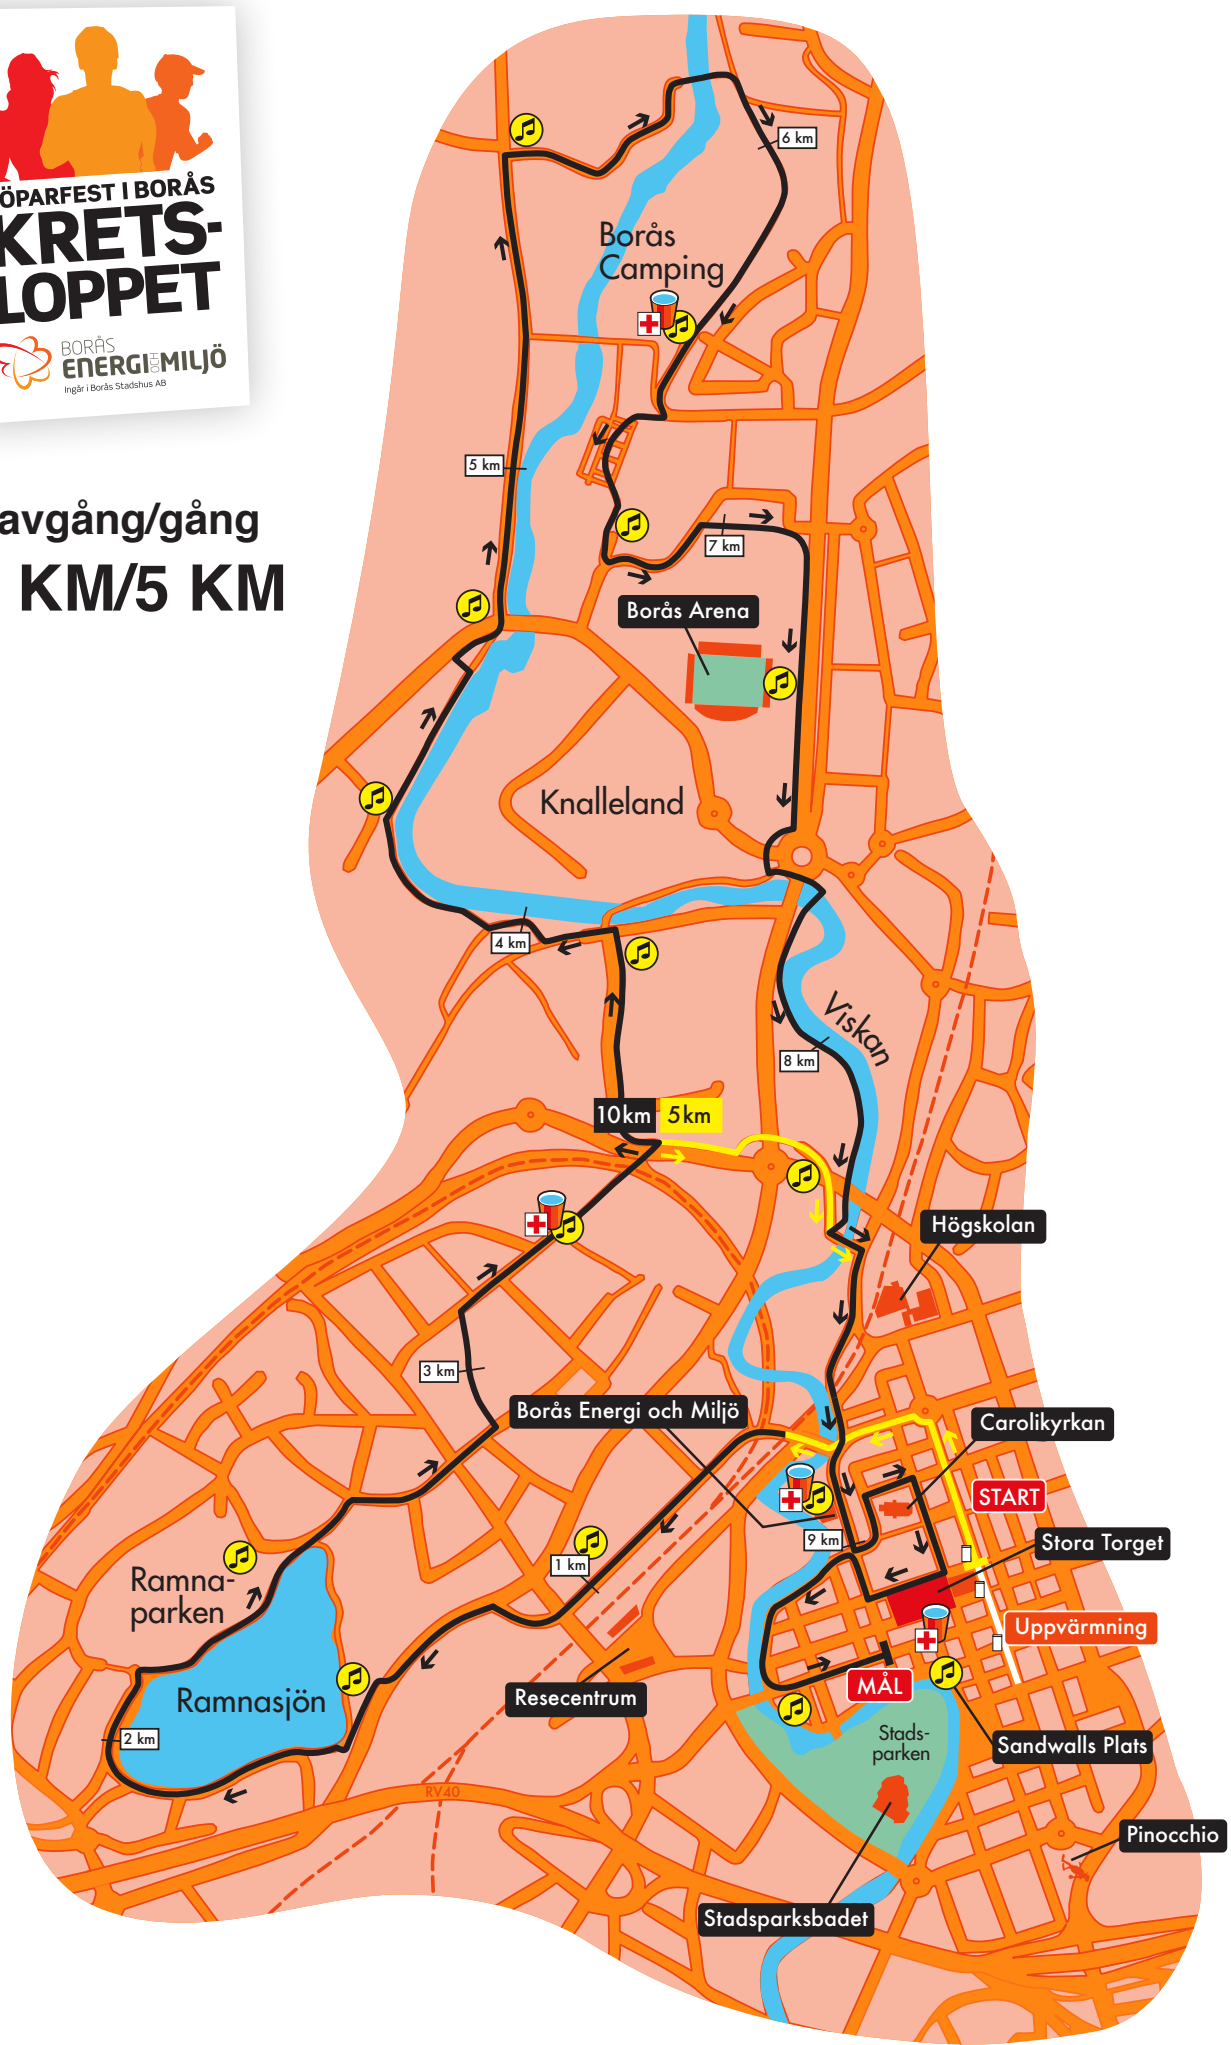 ÖPARFEST I BORÅS
KRETS-
LOPPET
BORÅS
ENERGI OCH MILJÖ
Ingår i Borås Stadshus AB
avgång/gång
KM/5 KM
6 km
Borås
Camping
5 km
7 km
Borås Arena
Knalleland
4 km
Viskan
8 km
10km
5km
Högskolan
3 km
Borås Energi och Miljö
Carolikyrkan
START
9 km
Stora Torget
1 km
Ramna-
parken
Uppvärmning
Ramnasjön
Resecentrum
MÅL
2 km
Stads-
parken
Sandwalls Plats
RV40
Pinocchio
Stadsparksbadet